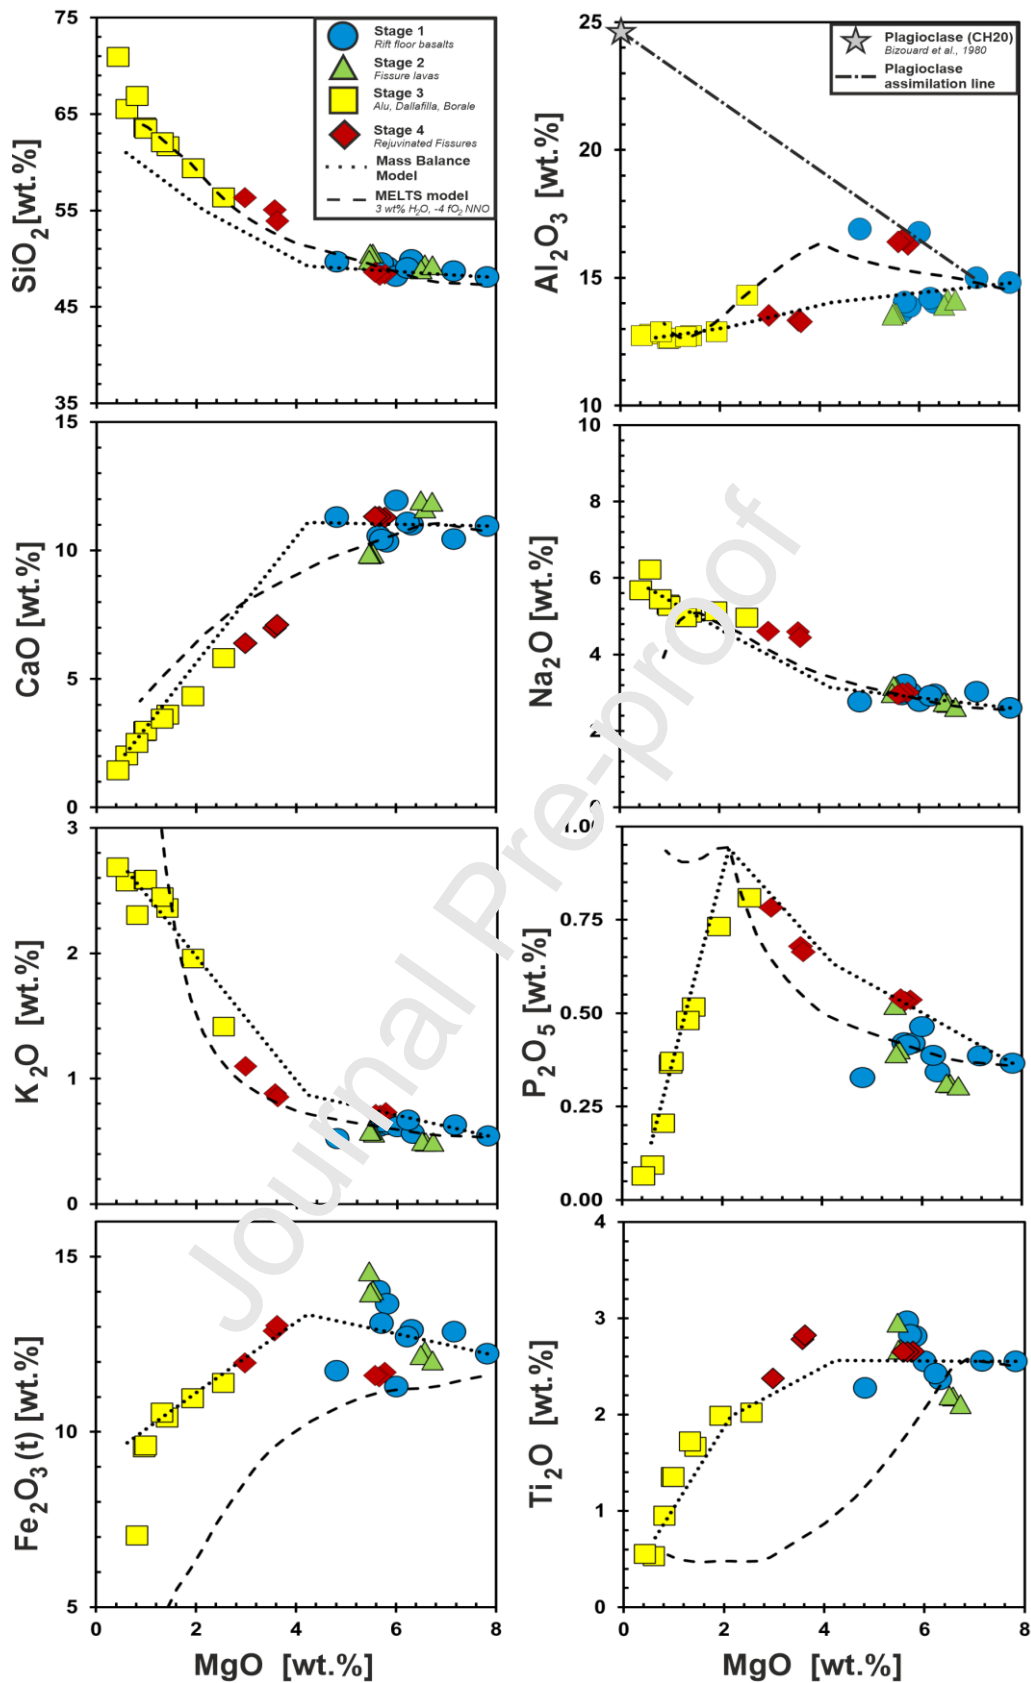 75
65
55
45
35
SiO2[wt.%]
Stage 1
Rift floor basalts
Stage 2
Fissure lavas
Stage 3
Alu, Dallafilla, Borale
Stage 4
Rejuvinated Fissures
Mass Balance
Model
MELTS model
3 wt% H2O, -4 fO2 NNO
25
20
15
10
Al2O3 [wt.%]
Plagioclase (CH20)
Bizouard et al., 1980
Plagioclase
assimilation line
15
10
5
0
CaO [wt.%]
10
8
6
4
2
0
Na2O [wt.%]
3
2
1
0
K2O [wt.%]
1.00
0.75
0.50
0.25
0.00
P2O5 [wt.%]
15
10
5
Fe2O3(t) [wt.%]
0 2 4 6 8
MgO [wt.%]
4
3
2
1
0
Ti2O [wt.%]
0 2 4 6 8
MgO [wt.%]
Journal Pre-proof